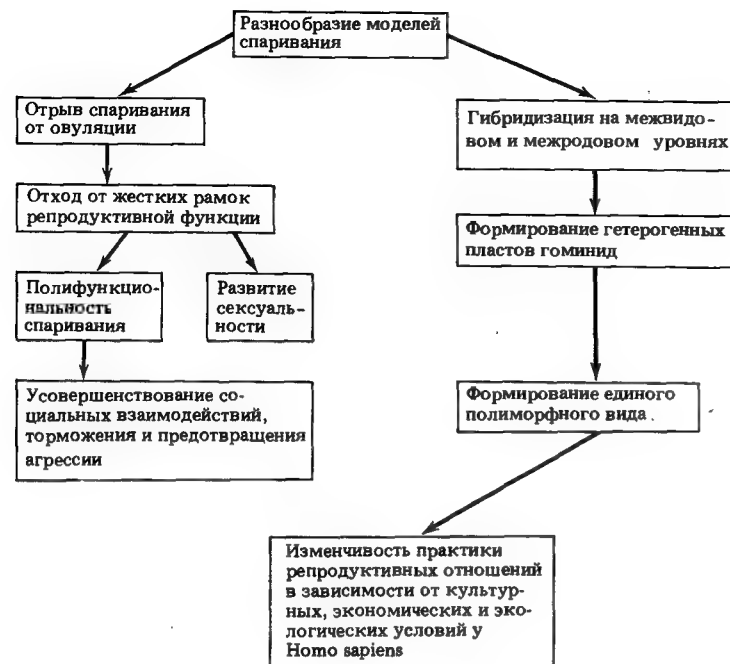 Разнообразие моделей
спаривания
Отрыв спаривания
от овуляции
Гибридизация на межвидо-
вом и межродовом уровнях
Отход от жестких рамок
репродуктивной функции
Формирование гетерогенных
пластов гоминид
Полифункцио-
нальность
спаривания
Развитие
сексуаль-
ности
Усовершенствование со-
циальных взаимодействий,
торможения и предотвращения
агрессии
Формирование единого
полиморфного вида.
Изменчивость практики
репродуктивных отношений
в зависимости от культур-
ных, экономических и эко-
логических условий у
Homo sapiens